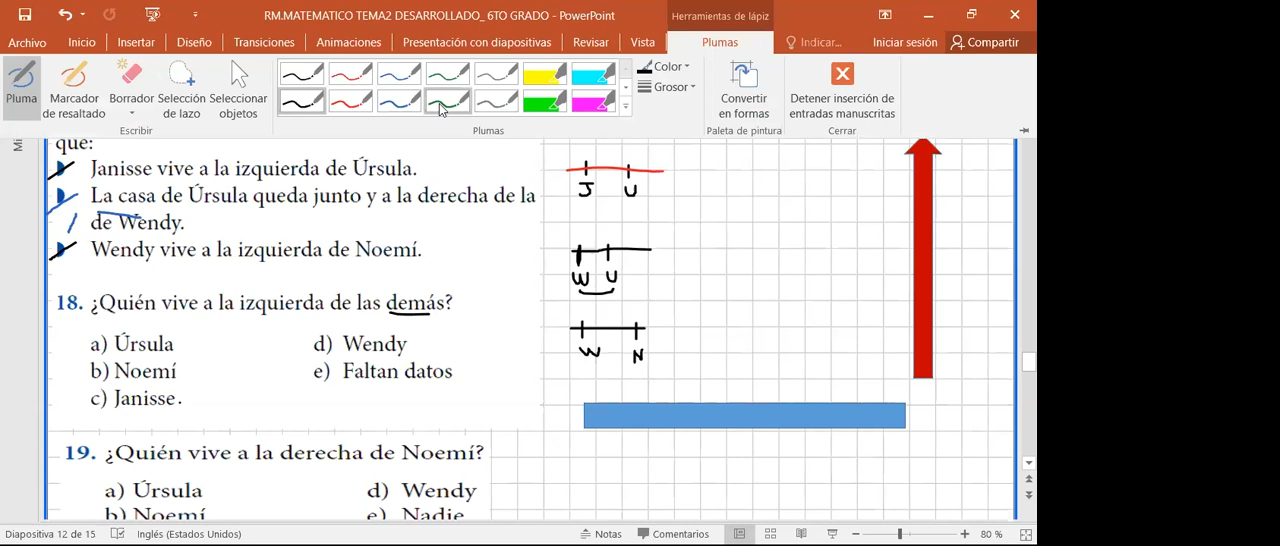 RM.MATEMATICO TEMA2 DESARROLLADO_ 6TO GRADO - PowerPoint
Herramientas de lápiz
Archivo Inicio Insertar Diseño Transiciones Animaciones Presentación con diapositivas Revisar Vista Plumas Indicar... Iniciar sesión Compartir
Pluma
Marcador de resaltado
Borrador
Selección de lazo
Seleccionar objetos
Color
Grosor
Convertir en formas
Detener inserción de entradas manuscritas
Escribir Plumas Paleta de pintura Cerrar
que:
Janisse vive a la izquierda de Úrsula.
La casa de Úrsula queda junto y a la derecha de la
de Wendy.
Wendy vive a la izquierda de Noemí.
J U
W U
W N
18. ¿Quién vive a la izquierda de las demás?
a) Úrsula d) Wendy
b) Noemí e) Faltan datos
c) Janisse.
19. ¿Quién vive a la derecha de Noemí?
a) Úrsula d) Wendy
b) Noemí e) Nadie
Diapositiva 12 de 15 Inglés (Estados Unidos) Notas Comentarios 80 %